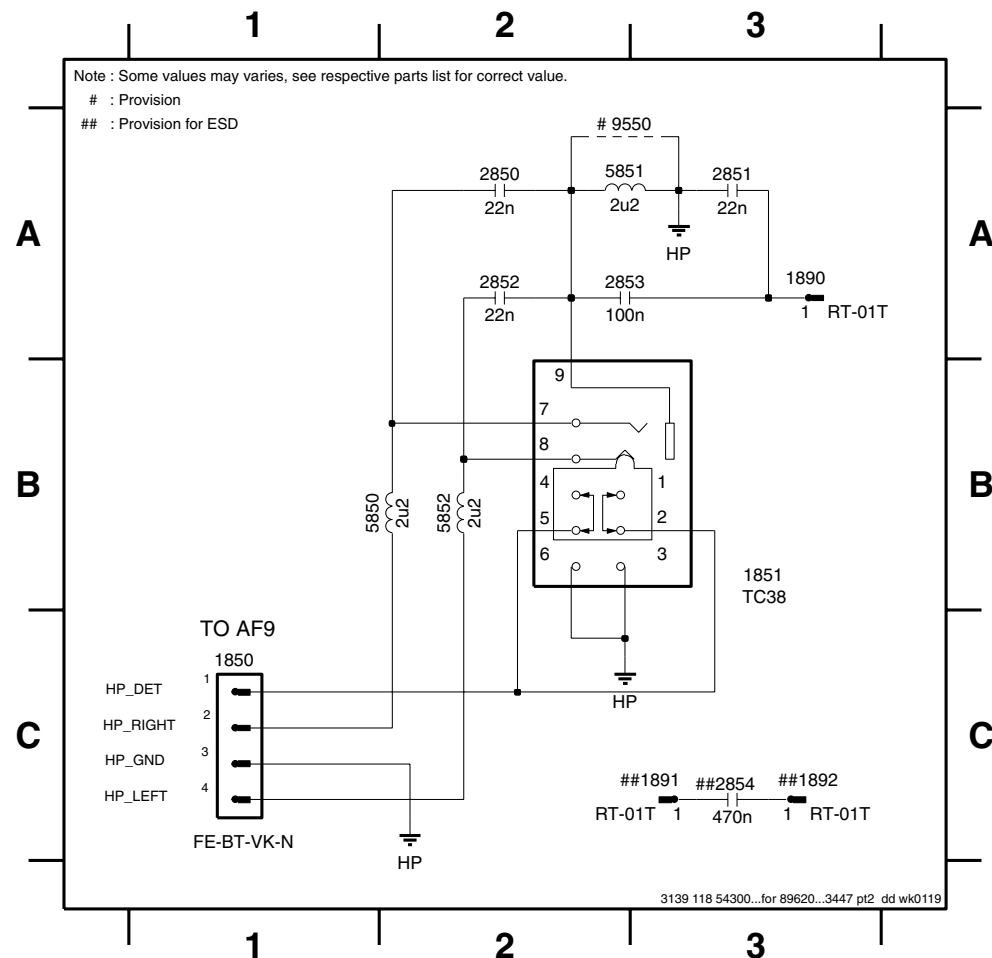 1 2 3
Note : Some values may varies, see respective parts list for correct value.
# : Provision
## : Provision for ESD
# 9550
2850
22n
5851
2u2
2851
22n
A
A
HP
2852
22n
2853
100n
1890
1 RT-01T
9
7
8
4 1
5 2
6 3
B
B
5850
2u2
5852
2u2
1851
TC38
TO AF9
1850
HP_DET 1
HP_RIGHT 2
HP_GND 3
HP_LEFT 4
FE-BT-VK-N
HP
HP
C
C
##1891 ##2854 ##1892
RT-01T 1 470n 1 RT-01T
3139 118 54300...for 89620...3447 pt2 dd wk0119
1 2 3